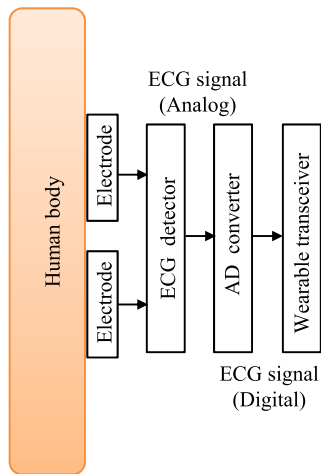 ECG signal
(Analog)
Human body
Electrode
Electrode
ECG detector
AD converter
Wearable transceiver
ECG signal
(Digital)